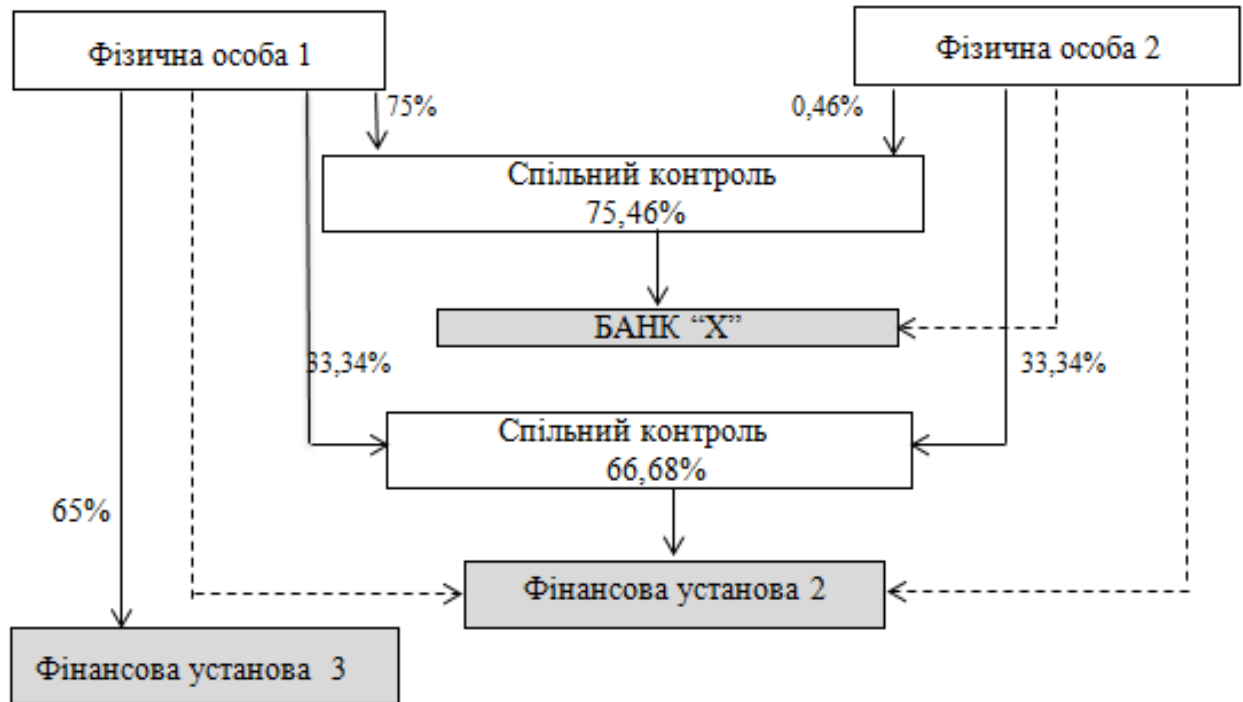 Фізична особа 1
Фізична особа 2
75%
0,46%
Спільний контроль
75,46%
БАНК “X”
33,34%
33,34%
Спільний контроль
66,68%
65%
Фінансова установа 2
Фінансова установа 3